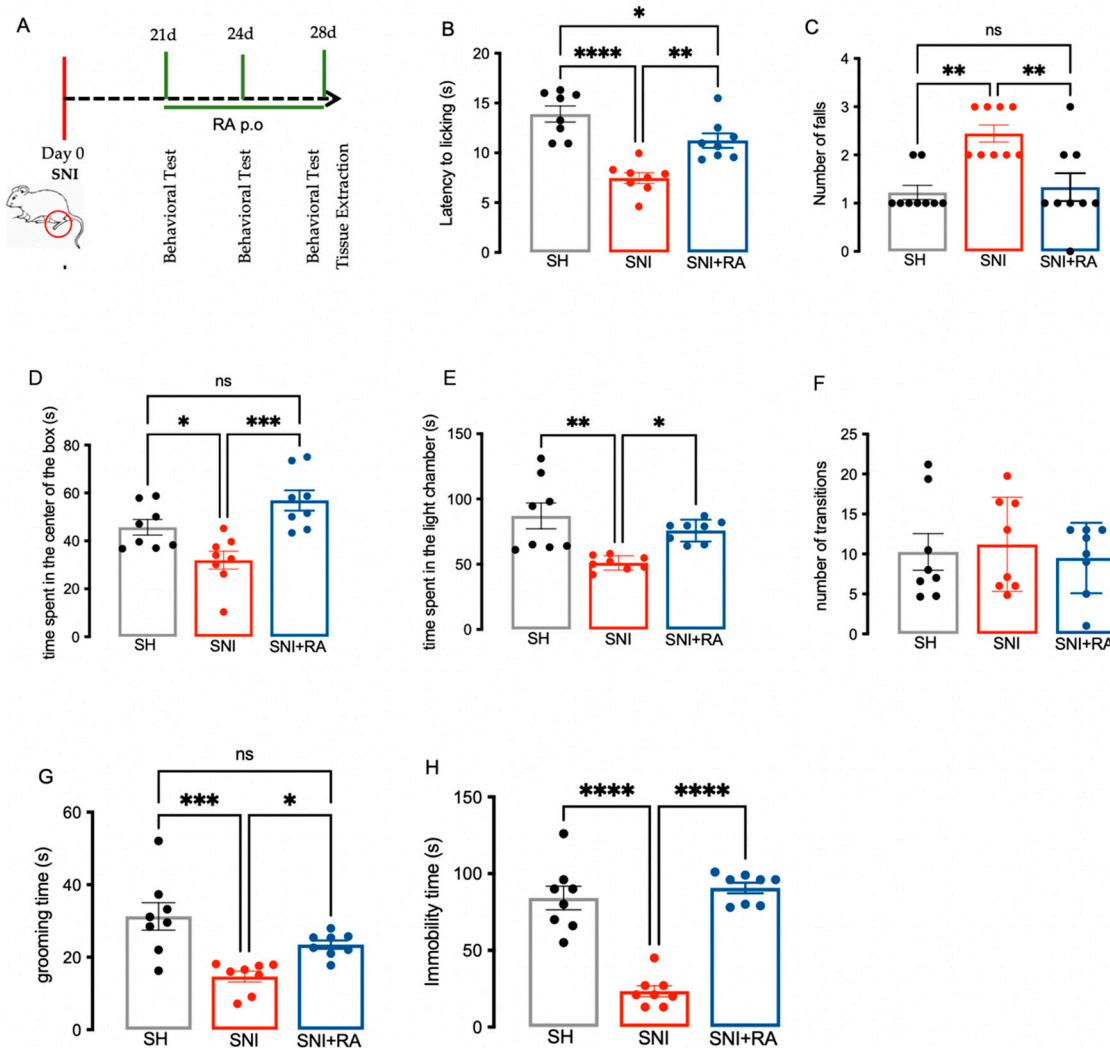 A
21d 24d 28d
RA p.o
Day 0
SNI
Behavioral Test
Behavioral Test
Behavioral Test
Tissue Extraction
B
Latency to licking (s)
20
15
10
5
0
*
**** **
SH SNI SNI+RA
C
Number of falls
4
3
2
1
0
ns
** **
SH SNI SNI+RA
D
time spent in the center of the box (s)
80
60
40
20
0
ns
* ***
SH SNI SNI+RA
E
time spent in the light chamber (s)
150
100
50
0
** *
SH SNI SNI+RA
F
number of transitions
25
20
15
10
5
0
SH SNI SNI+RA
G
grooming time (s)
60
40
20
0
ns
*** *
SH SNI SNI+RA
H
Immobility time (s)
150
100
50
0
**** ****
SH SNI SNI+RA